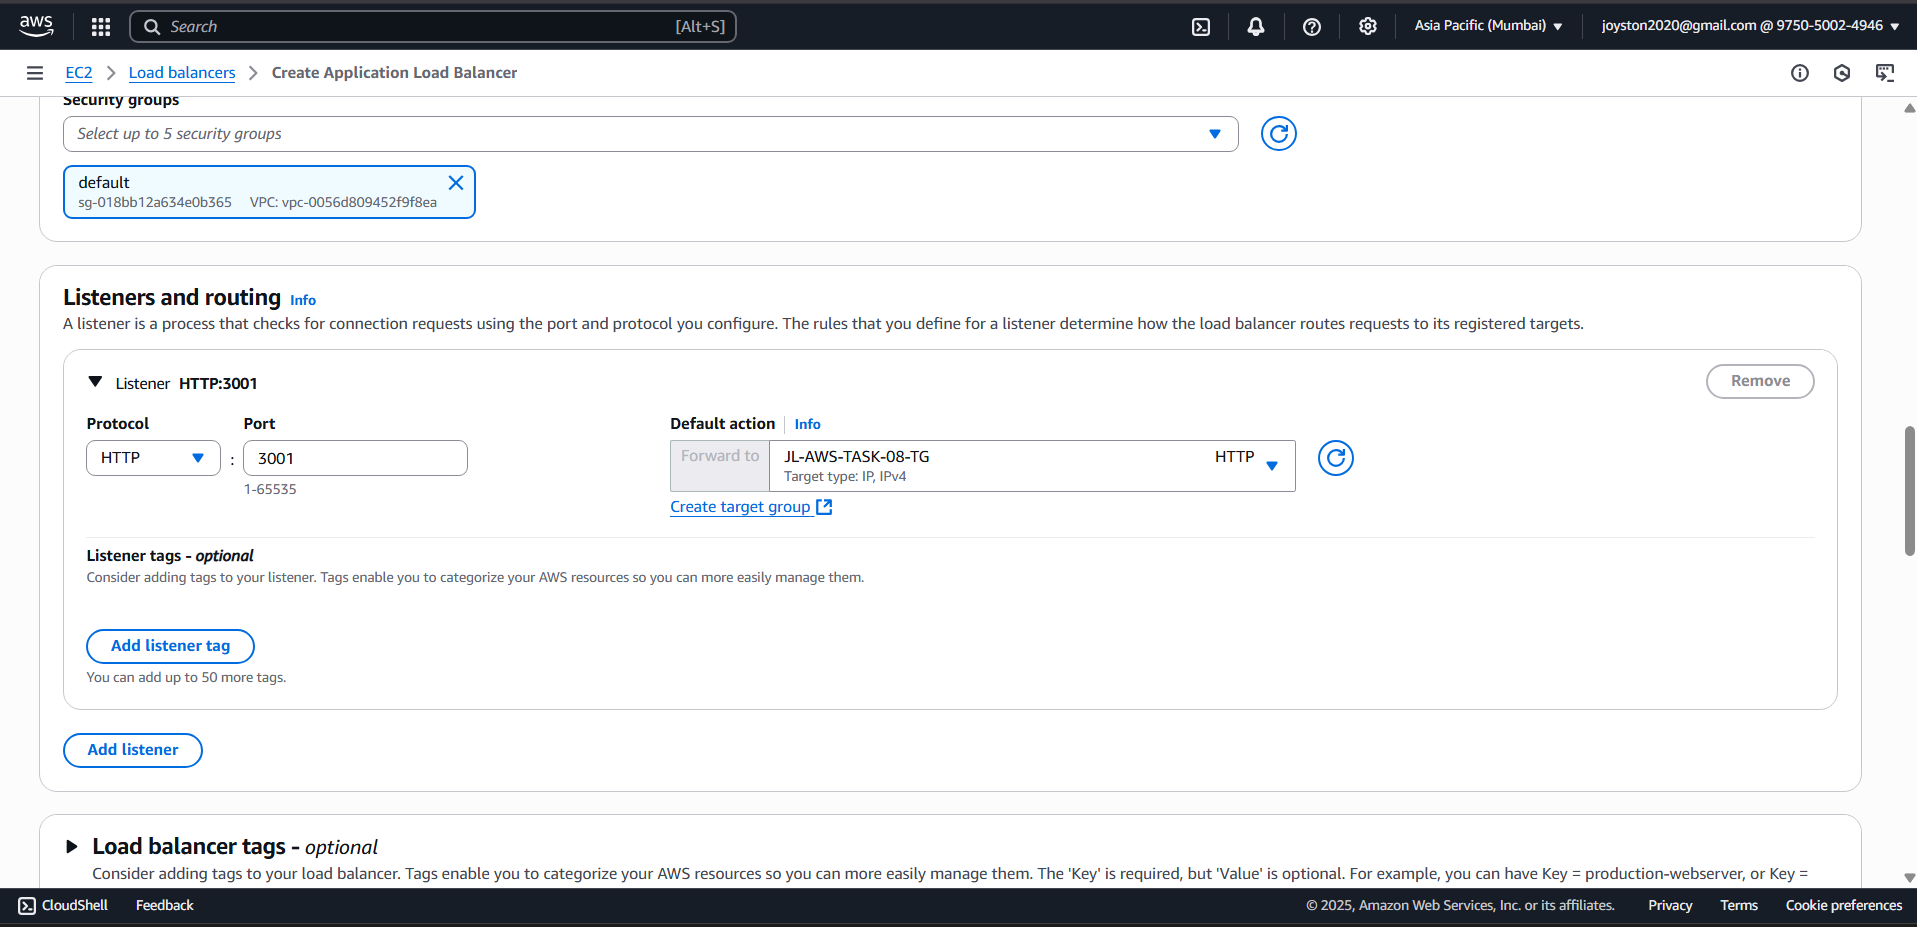 aws
Search [Alt+S]
Asia Pacific (Mumbai)
joyston2020@gmail.com @ 9750-5002-4946
EC2 > Load balancers > Create Application Load Balancer
Security groups
Select up to 5 security groups
default
sg-018bb12a634e0b365 VPC: vpc-0056d809452f9f8ea
Listeners and routing Info
A listener is a process that checks for connection requests using the port and protocol you configure. The rules that you define for a listener determine how the load balancer routes requests to its registered targets.
Listener HTTP:3001
Remove
Protocol
Port
Default action Info
HTTP
:
3001
1-65535
Forward to
JL-AWS-TASK-08-TG
HTTP
Target type: IP, IPv4
Create target group
Listener tags - optional
Consider adding tags to your listener. Tags enable you to categorize your AWS resources so you can more easily manage them.
Add listener tag
You can add up to 50 more tags.
Add listener
Load balancer tags - optional
Consider adding tags to your load balancer. Tags enable you to categorize your AWS resources so you can more easily manage them. The 'Key' is required, but 'Value' is optional. For example, you can have Key = production-webserver, or Key =
CloudShell
Feedback
© 2025, Amazon Web Services, Inc. or its affiliates.
Privacy
Terms
Cookie preferences